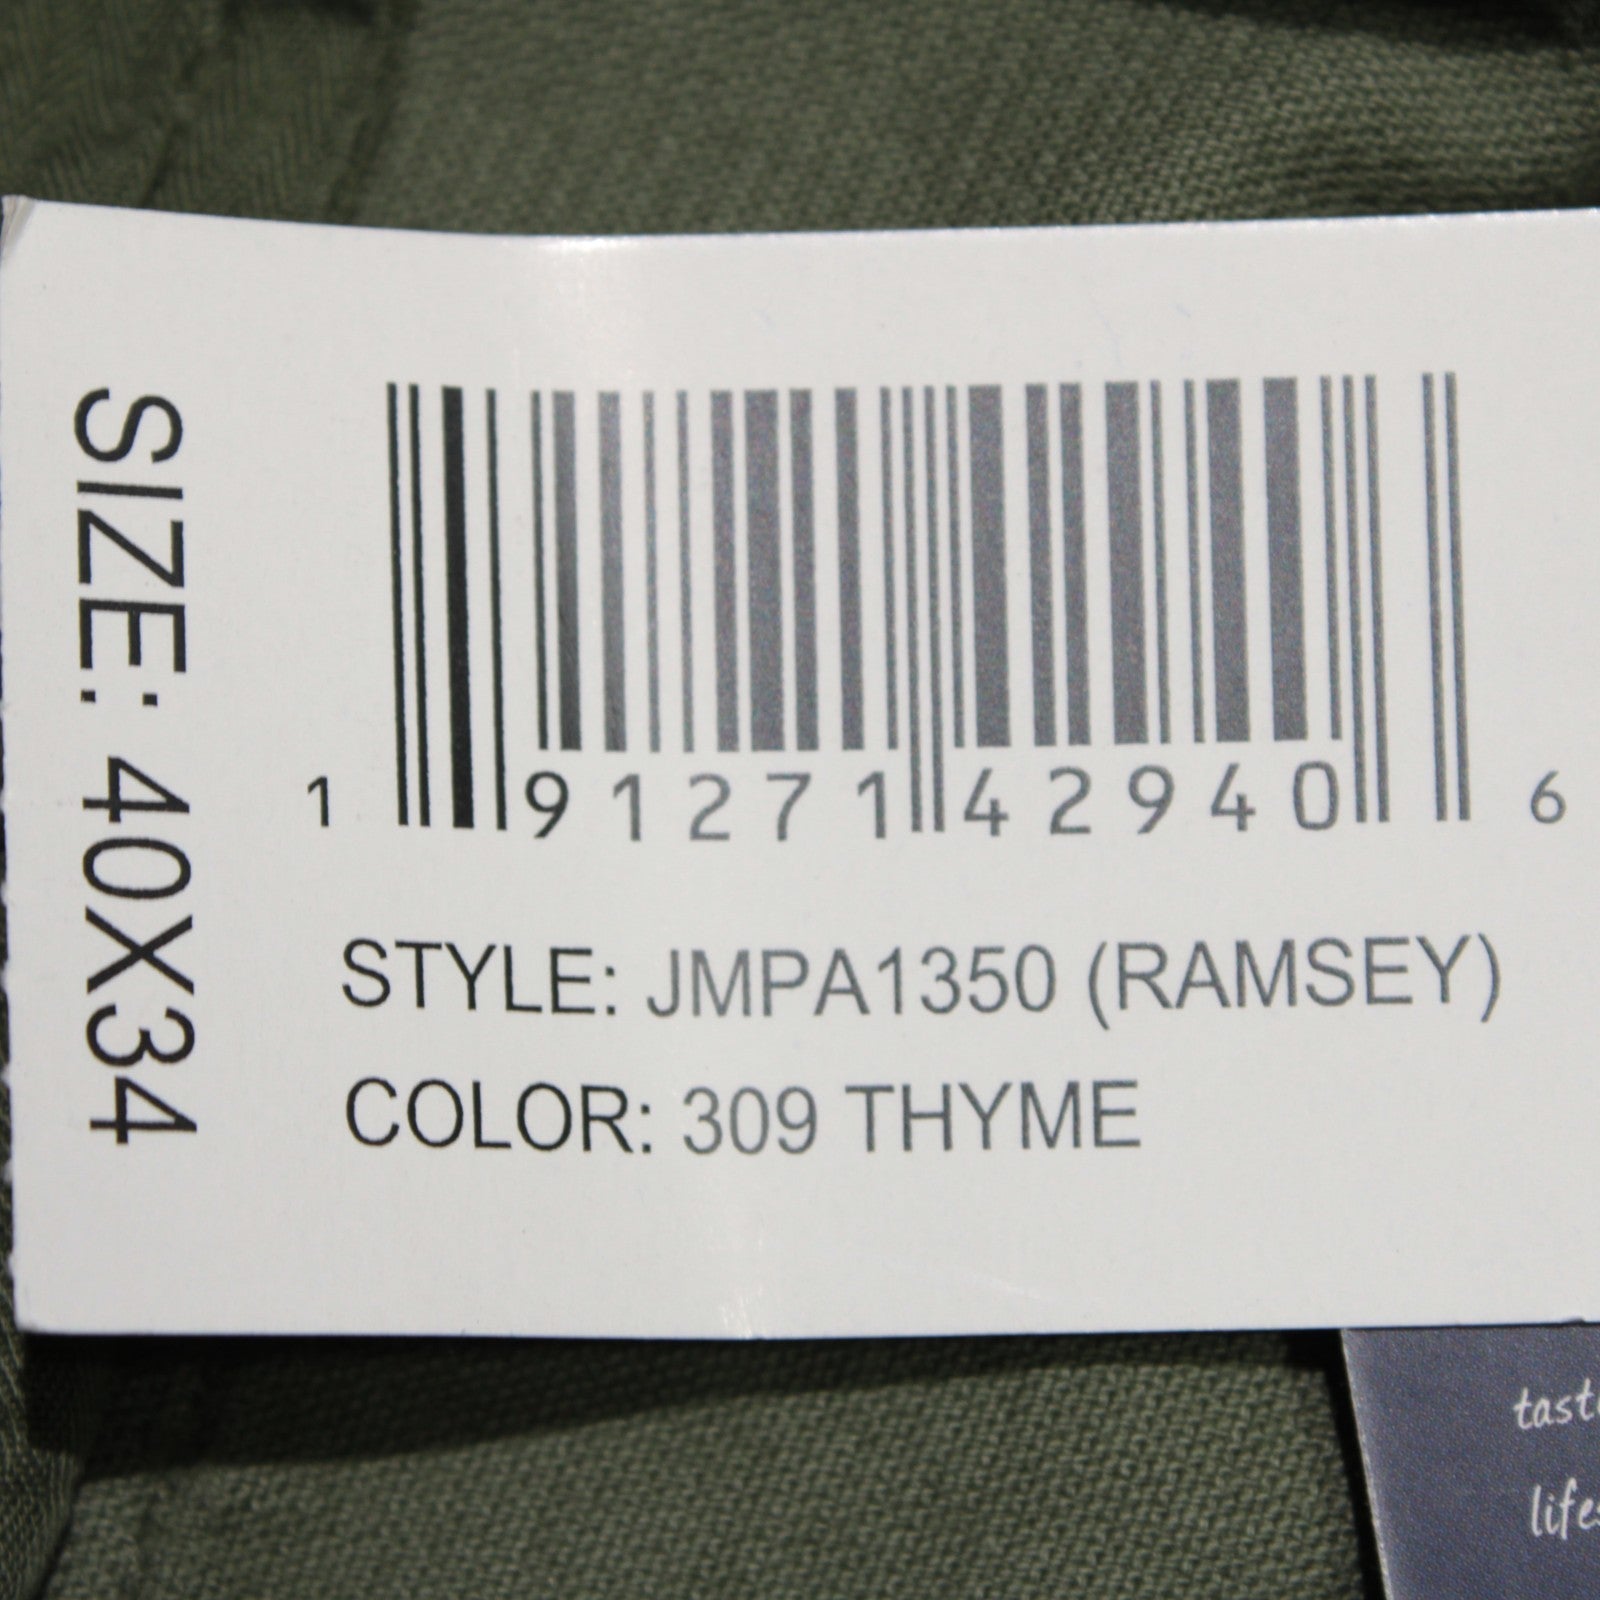 SIZE: 40X34
1 91271 42940 6
STYLE: JMPA1350 (RAMSEY)
COLOR: 309 THYME